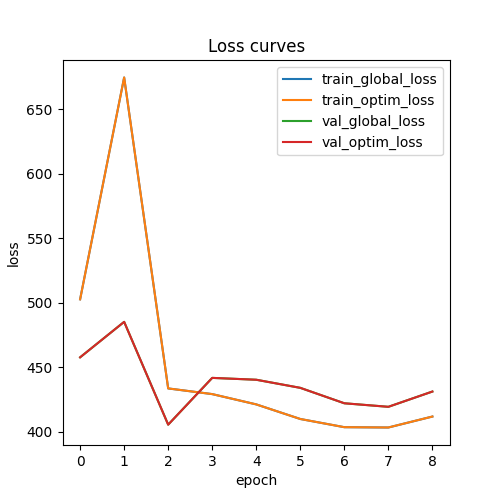 Loss curves
train_global_loss
train_optim_loss
val_global_loss
val_optim_loss
650
600
550
500
450
400
loss
0 1 2 3 4 5 6 7 8
epoch